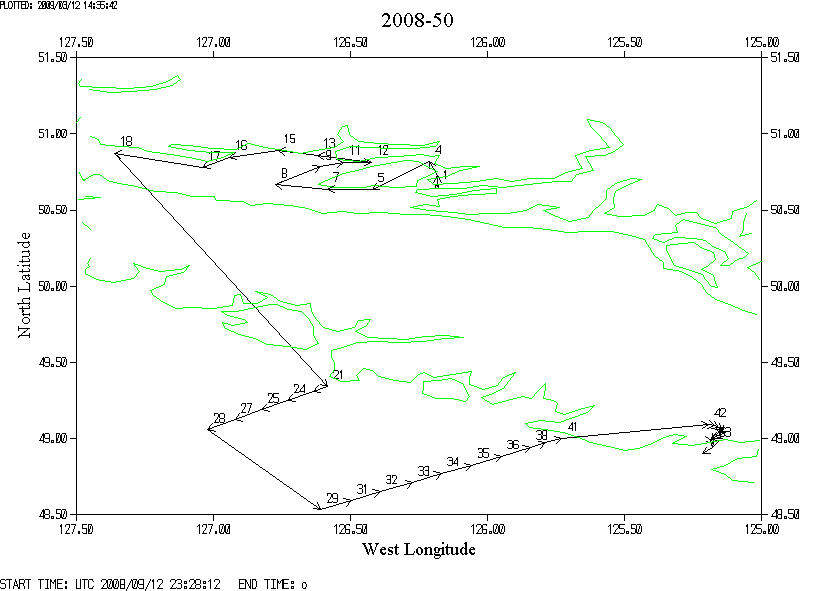 PLOTTED: 2009/03/12 14:35:42
2008-50
127.50 127.00 126.50 126.00 125.50 125.00
51.50 51.50
51.00 51.00
18 17 16 15 13 9 11 12 4
8 7 5 1
50.50 50.50
50.00 50.00
49.50 49.50
21
28 27 25 24
49.00 49.00
29 31 32 33 34 35 36 38 41 42
48.50 48.50
127.50 127.00 126.50 126.00 125.50 125.00
North Latitude
West Longitude
START TIME: UTC 2008/09/12 23:28:12 END TIME: o